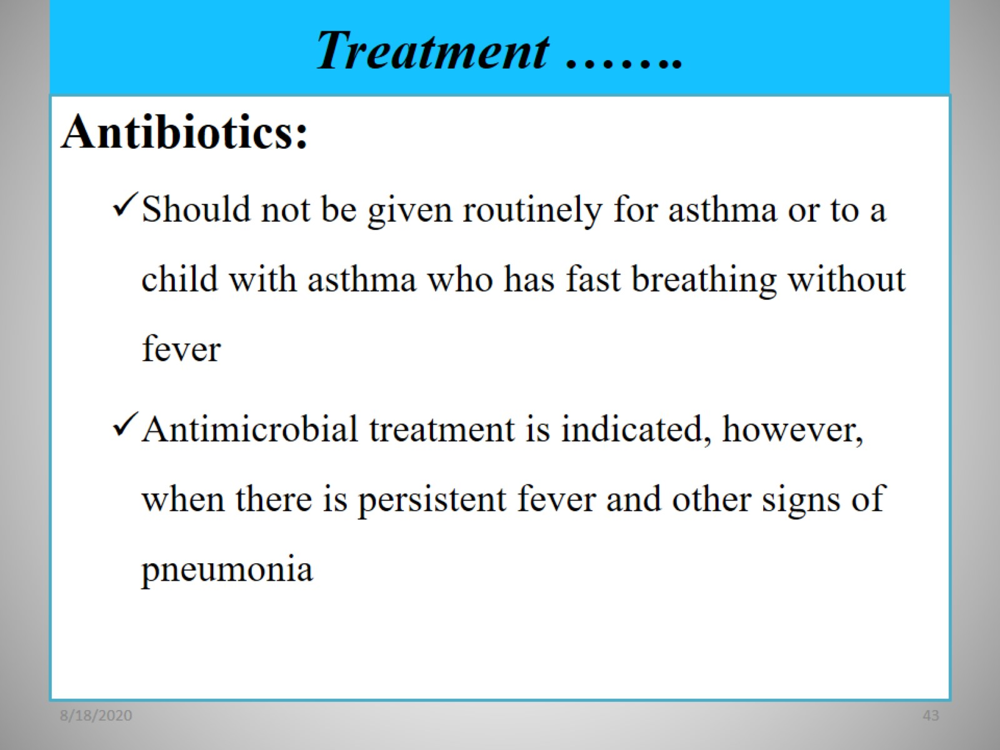 Treatment …….
Antibiotics:
✓Should not be given routinely for asthma or to a
child with asthma who has fast breathing without
fever
✓Antimicrobial treatment is indicated, however,
when there is persistent fever and other signs of
pneumonia
8/18/2020
43